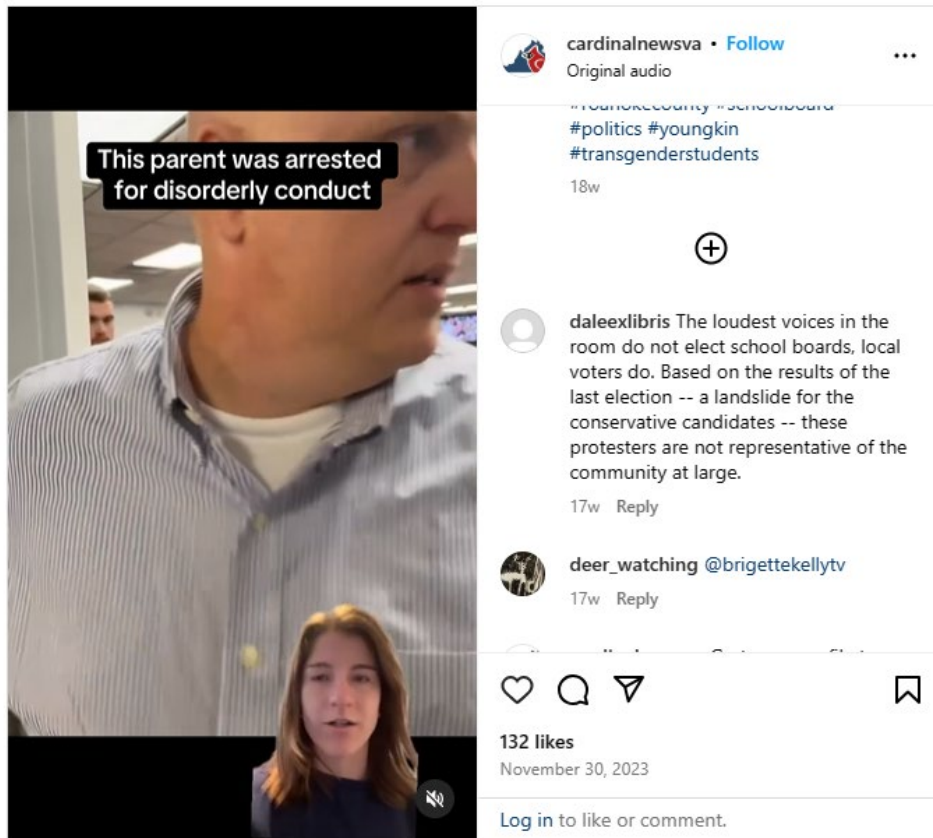 This parent was arrested
for disorderly conduct
cardinalnewsva • Follow
Original audio
#roanokecounty #schoolboard
#politics #youngkin
#transgenderstudents
18w
daleexlibris The loudest voices in the
room do not elect school boards, local
voters do. Based on the results of the
last election -- a landslide for the
conservative candidates -- these
protesters are not representative of the
community at large.
17w Reply
deer_watching @brigettekellytv
17w Reply
132 likes
November 30, 2023
Log in to like or comment.